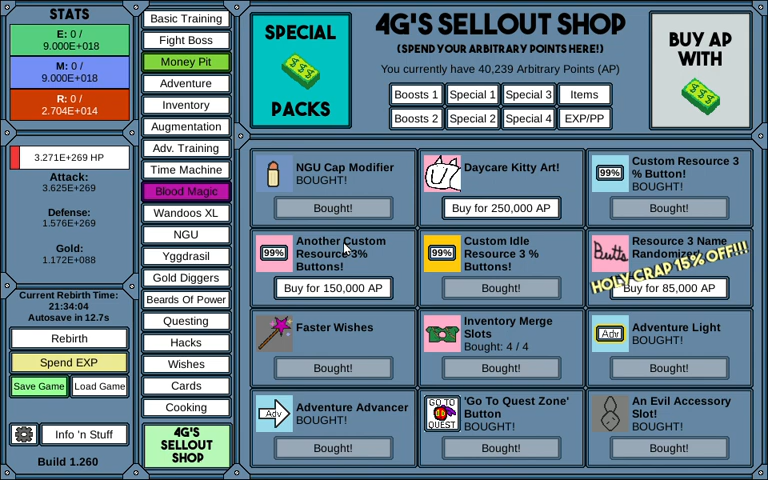 STATS
E: 0 /
9.000E+018
M: 0 /
9.000E+018
R: 0 /
2.704E+014
3.271E+269 HP
Attack:
3.625E+269
Defense:
1.576E+269
Gold:
1.172E+088
Current Rebirth Time:
21:34:04
Autosave in 12.7s
Rebirth
Spend EXP
Save Game
Load Game
Info 'n Stuff
Build 1.260
Basic Training
Fight Boss
Money Pit
Adventure
Inventory
Augmentation
Adv. Training
Time Machine
Blood Magic
Wandoos XL
NGU
Yggdrasil
Gold Diggers
Beards Of Power
Questing
Hacks
Wishes
Cards
Cooking
4G'S
SELLOUT
SHOP
SPECIAL
PACKS
4G'S SELLOUT SHOP
(SPEND YOUR ARBITRARY POINTS HERE!)
You currently have 40,239 Arbitrary Points (AP)
Boosts 1
Special 1
Special 3
Items
Boosts 2
Special 2
Special 4
EXP/PP
BUY AP
WITH
NGU Cap Modifier
BOUGHT!
Bought!
Daycare Kitty Art!
Buy for 250,000 AP
99%
Custom Resource 3
% Button!
BOUGHT!
Bought!
99%
Another Custom
Resource 3%
Buttons!
Buy for 150,000 AP
99%
Custom Idle
Resource 3 %
Buttons!
Bought!
Butts
Resource 3 Name
Randomizer!
HOLY CRAP 15% OFF!!!
Buy for 85,000 AP
Faster Wishes
Bought!
Inventory Merge
Slots
Bought: 4 / 4
Bought!
Adv
Adventure Light
BOUGHT!
Bought!
Adv
Adventure Advancer
BOUGHT!
Bought!
GO TO
QUEST
'Go To Quest Zone'
Button
BOUGHT!
Bought!
An Evil Accessory
Slot!
BOUGHT!
Bought!